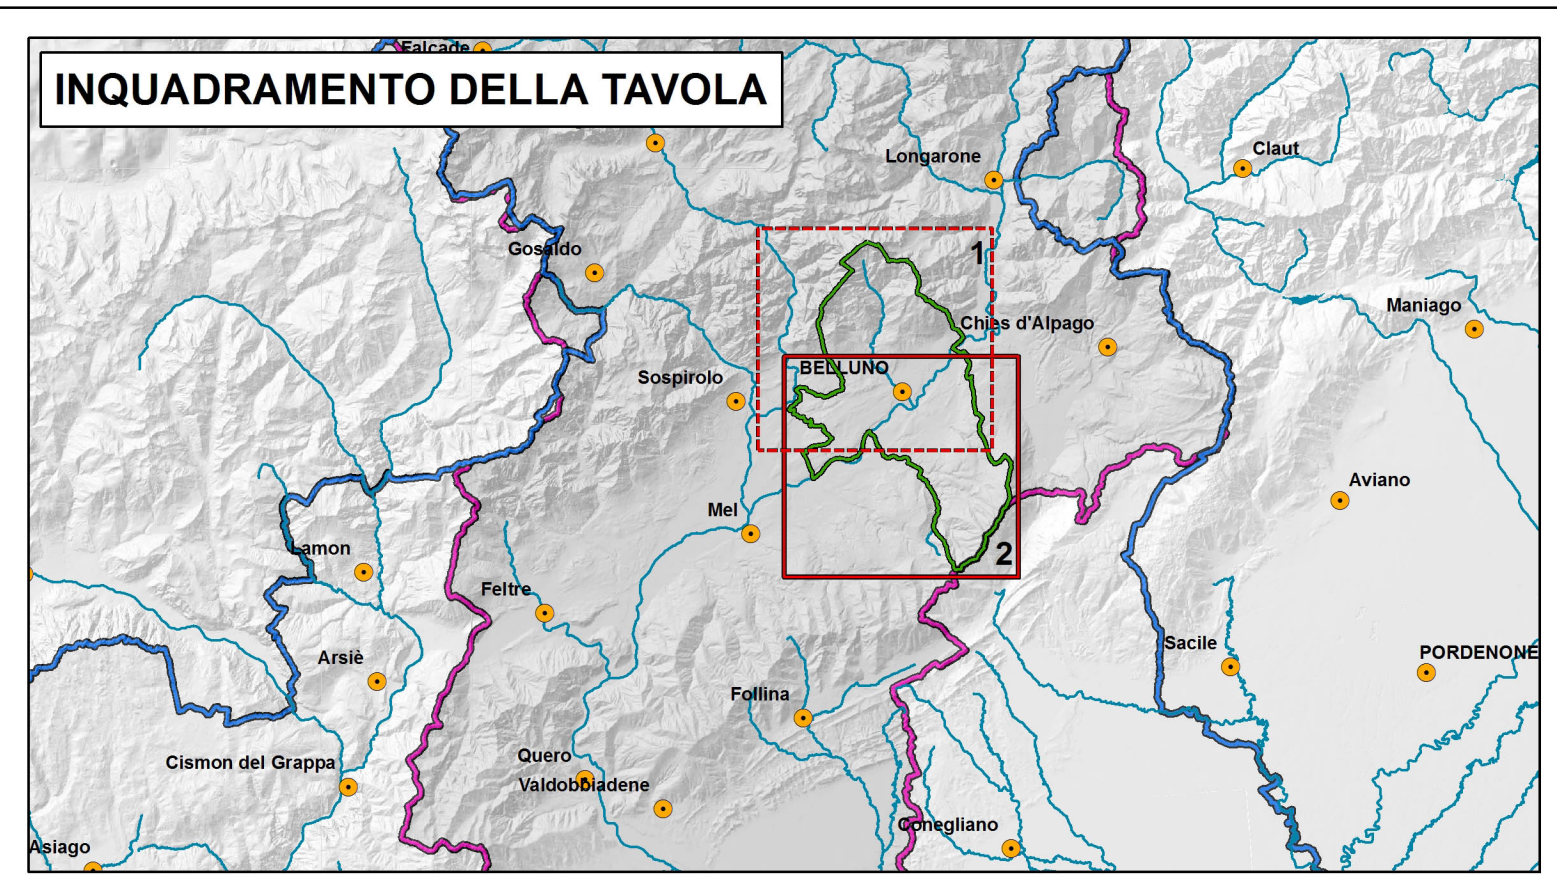 Falcade
INQUADRAMENTO DELLA TAVOLA
Longarone
Claut
Gosaldo
1
Maniago
Chies d'Alpago
BELLUNO
Sospirolo
Aviano
Mel
2
Lamon
Feltre
Sacile
PORDENONE
Arsiè
Follina
Quero
Cismon del Grappa
Valdobbiadene
Conegliano
Asiago